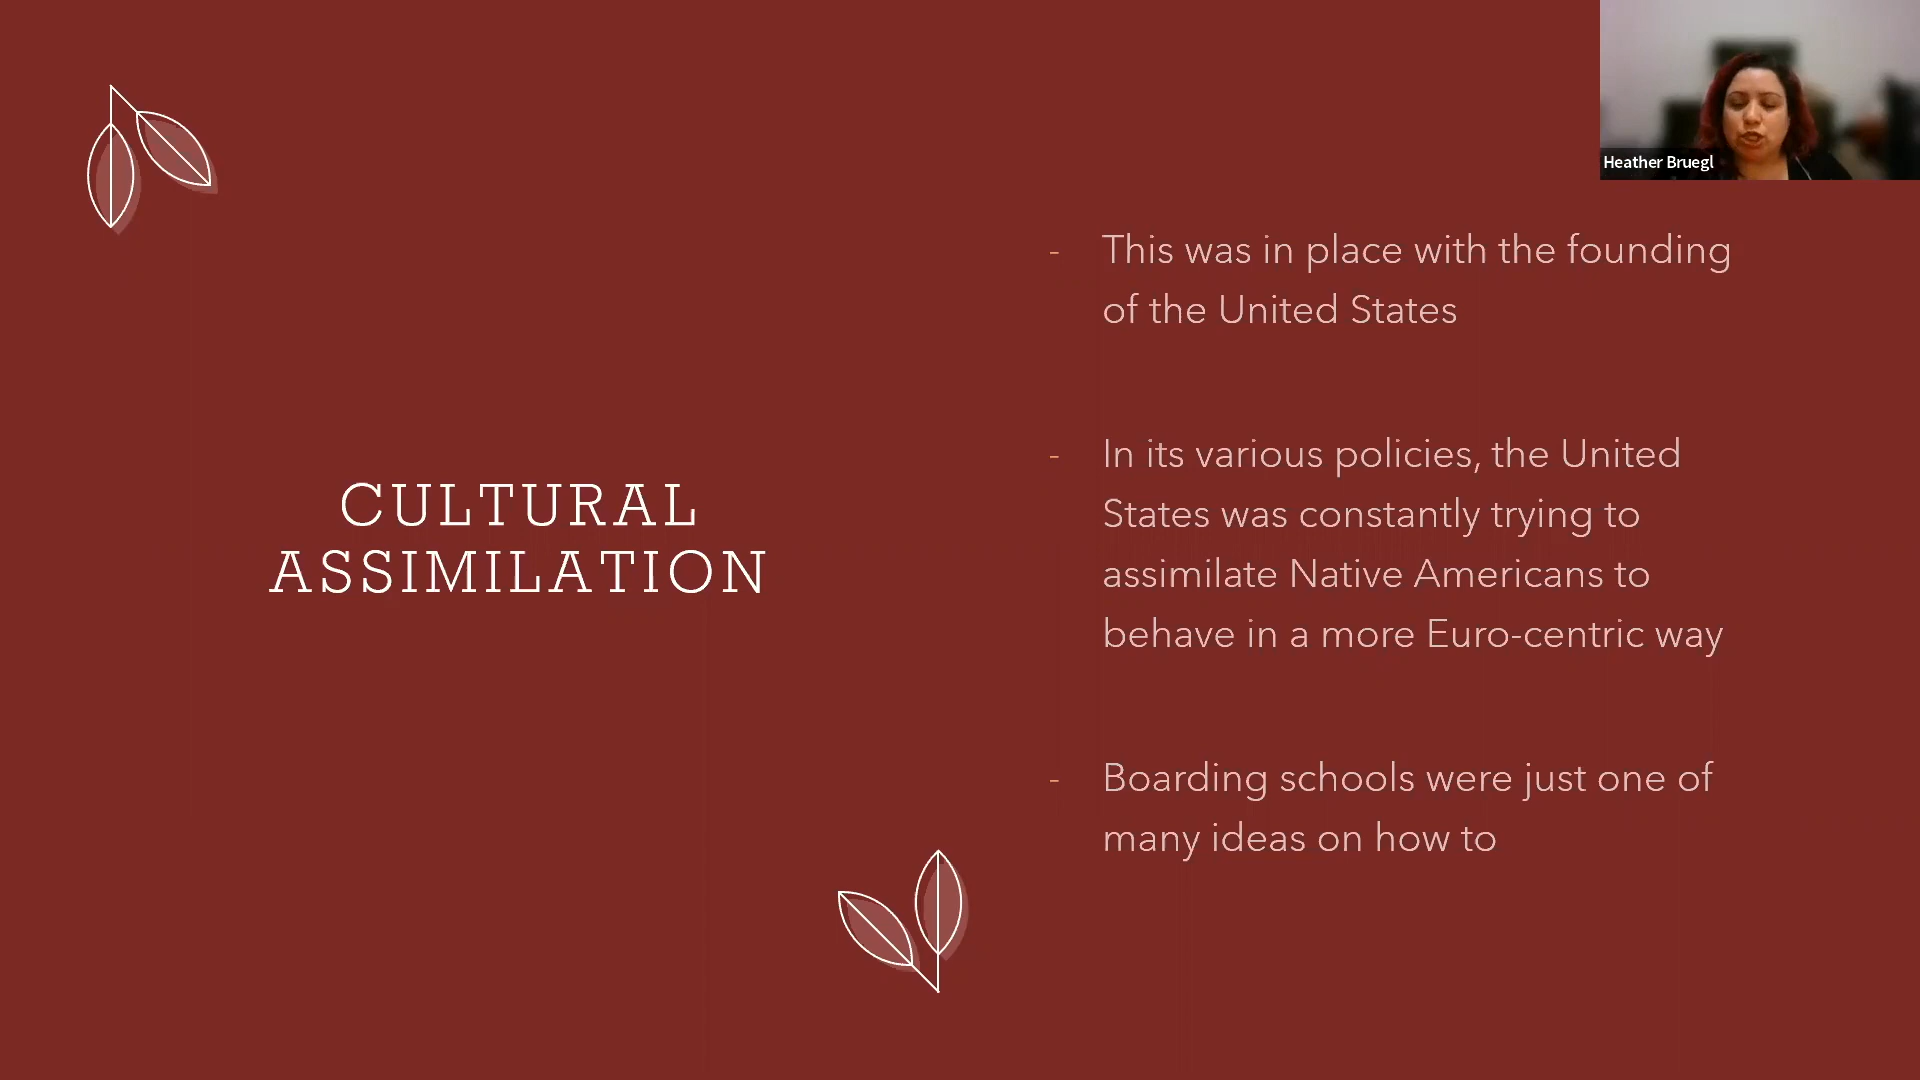 Heather Bruegl
CULTURAL
ASSIMILATION
- This was in place with the founding
of the United States
- In its various policies, the United
States was constantly trying to
assimilate Native Americans to
behave in a more Euro-centric way
- Boarding schools were just one of
many ideas on how to